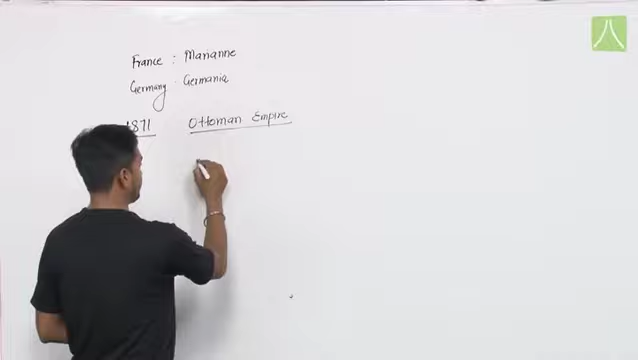 France : Marianne
Germany : Germania
1871 Ottoman Empire